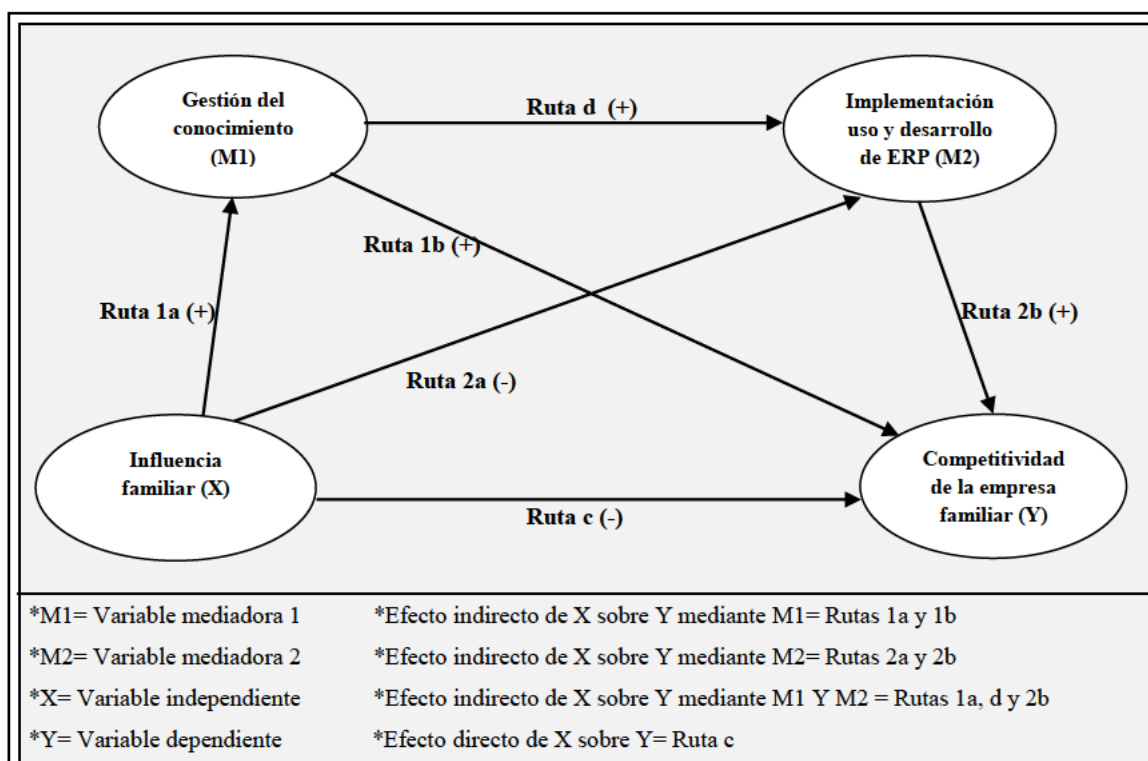 Gestión del
conocimiento
(M1)
Ruta d (+)
Implementación
uso y desarrollo
de ERP (M2)
Ruta 1b (+)
Ruta 1a (+)
Ruta 2b (+)
Ruta 2a (-)
Influencia
familiar (X)
Ruta c (-)
Competitividad
de la empresa
familiar (Y)
*M1= Variable mediadora 1
*Efecto indirecto de X sobre Y mediante M1= Rutas 1a y 1b
*M2= Variable mediadora 2
*Efecto indirecto de X sobre Y mediante M2= Rutas 2a y 2b
*X= Variable independiente
*Efecto indirecto de X sobre Y mediante M1 Y M2 = Rutas 1a, d y 2b
*Y= Variable dependiente
*Efecto directo de X sobre Y= Ruta c